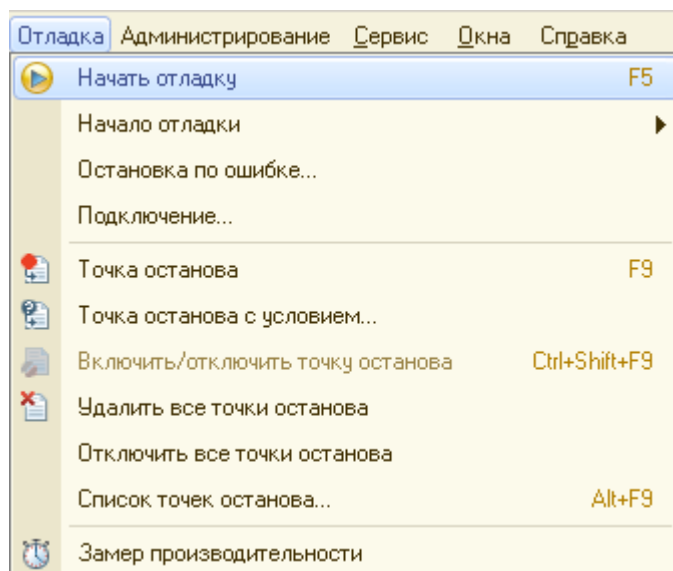 Отладка Администрирование Сервис Окна Справка
Начать отладку F5
Начало отладки
Остановка по ошибке...
Подключение...
Точка останова F9
Точка останова с условием...
Включить/отключить точку останова Ctrl+Shift+F9
Удалить все точки останова
Отключить все точки останова
Список точек останова... Alt+F9
Замер производительности